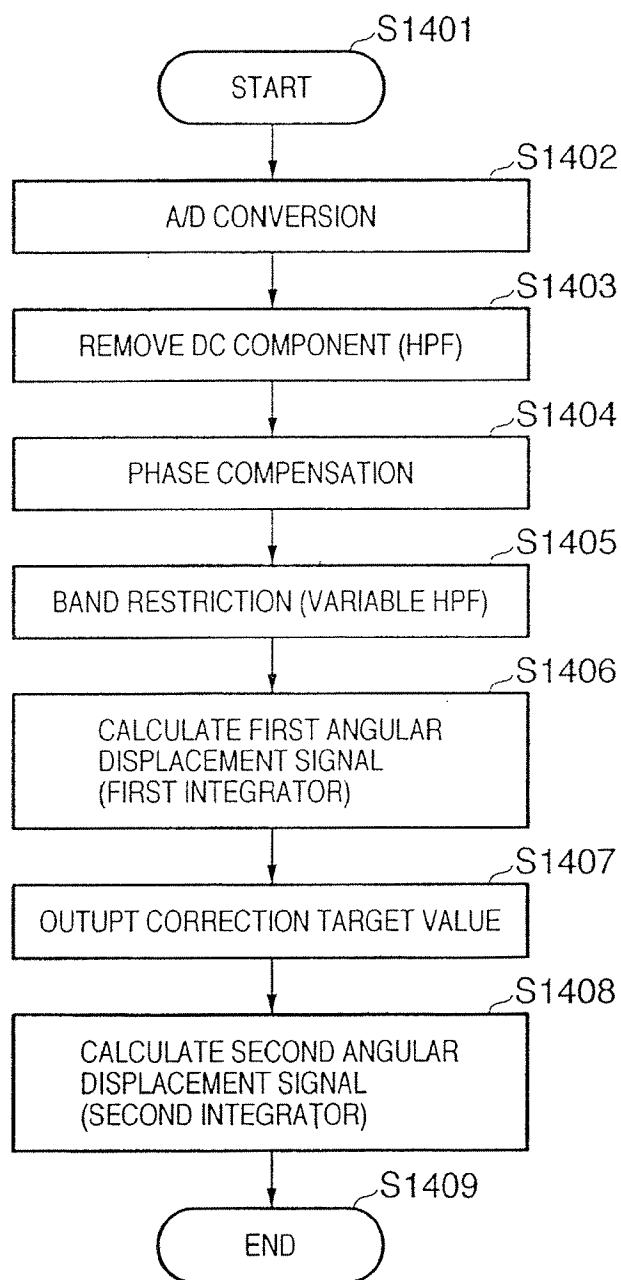 S1401
START
S1402
A/D CONVERSION
S1403
REMOVE DC COMPONENT (HPF)
S1404
PHASE COMPENSATION
S1405
BAND RESTRICTION (VARIABLE HPF)
S1406
CALCULATE FIRST ANGULAR
DISPLACEMENT SIGNAL
(FIRST INTEGRATOR)
S1407
OUTUPT CORRECTION TARGET VALUE
S1408
CALCULATE SECOND ANGULAR
DISPLACEMENT SIGNAL
(SECOND INTEGRATOR)
S1409
END